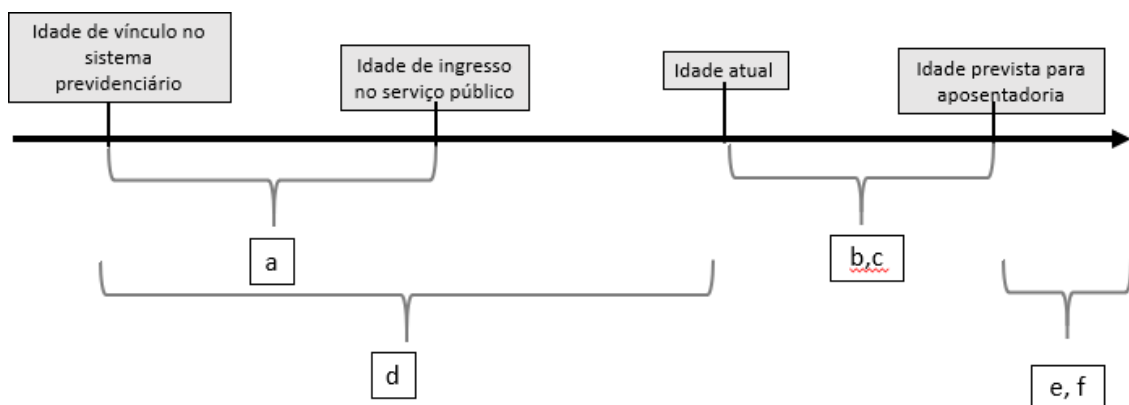 Idade de vínculo no
sistema
previdenciário
Idade de ingresso
no serviço público
Idade atual
Idade prevista para
aposentadoria
a
b,c
d
e, f